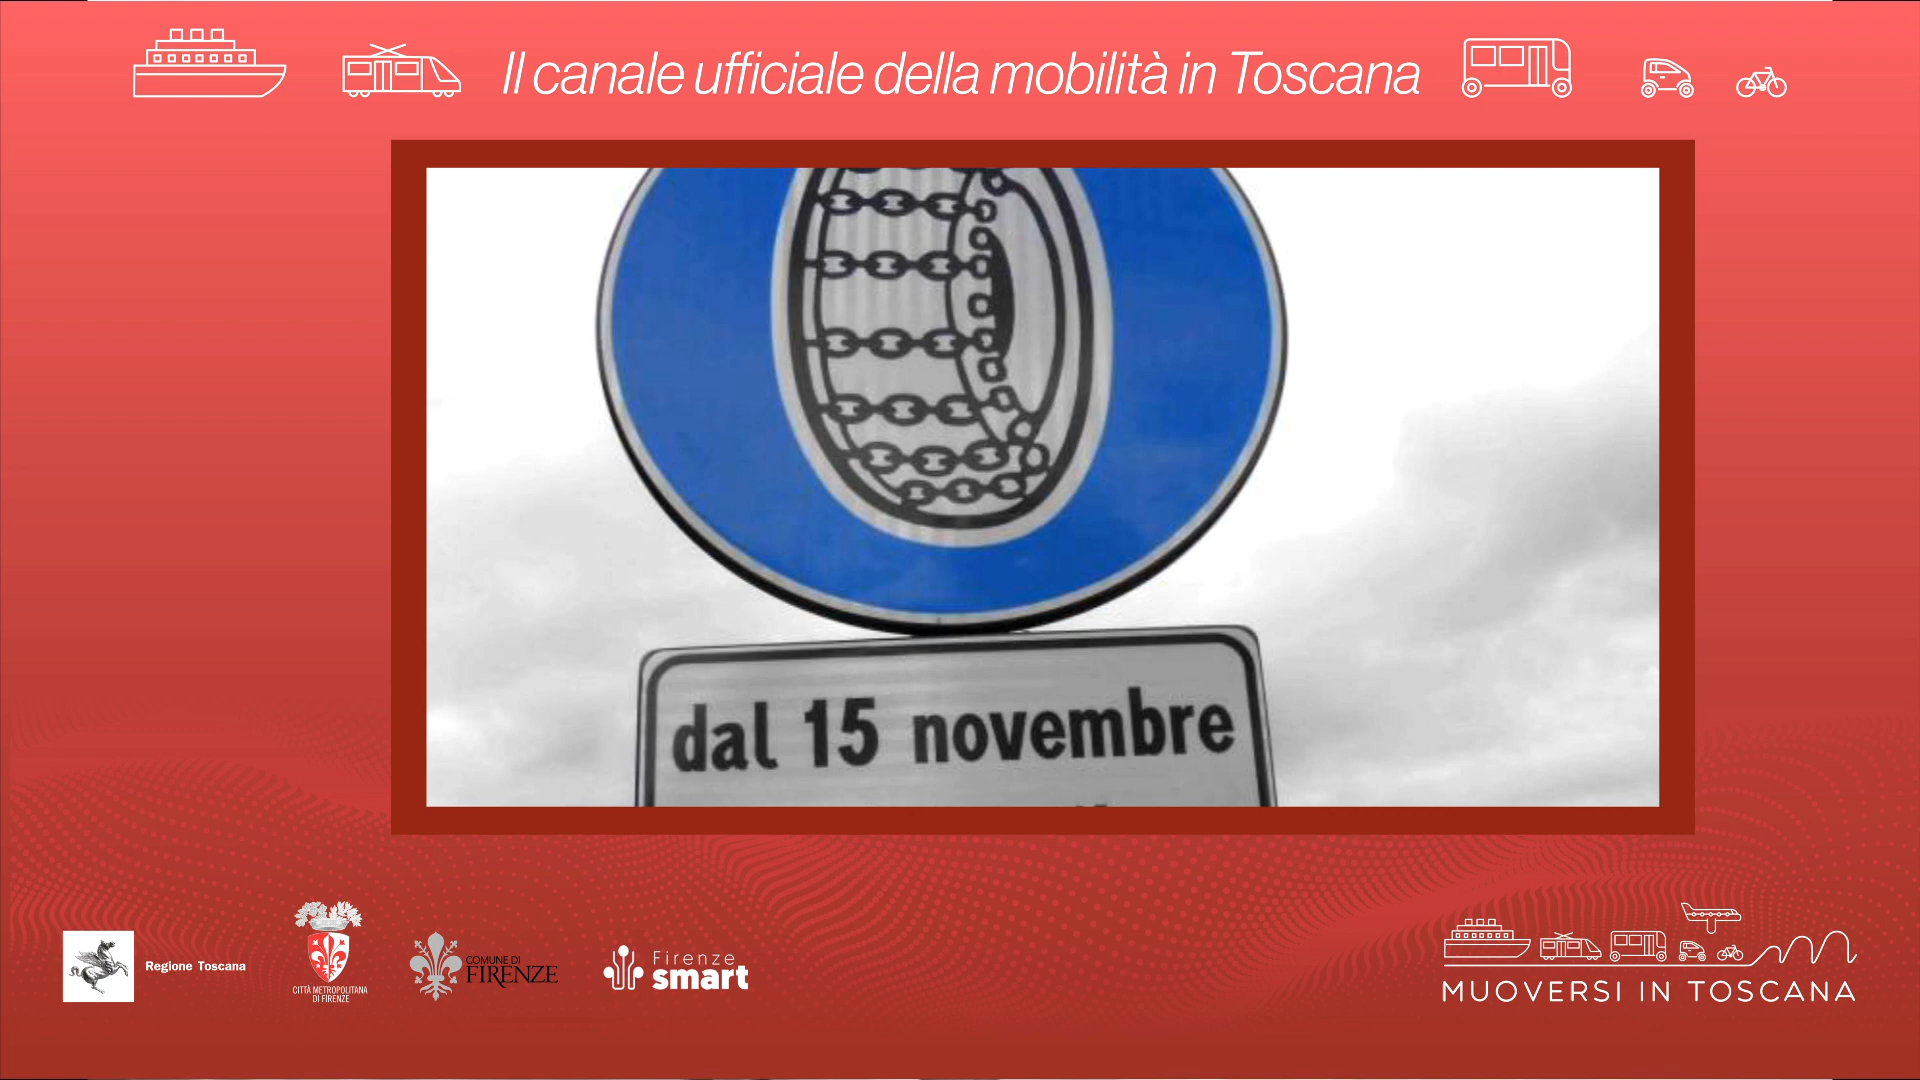 Il canale ufficiale della mobilità in Toscana
dal 15 novembre
Regione Toscana
CITTÀ METROPOLITANA
DI FIRENZE
COMUNE DI
FIRENZE
Firenze
smart
MUOVERSI IN TOSCANA